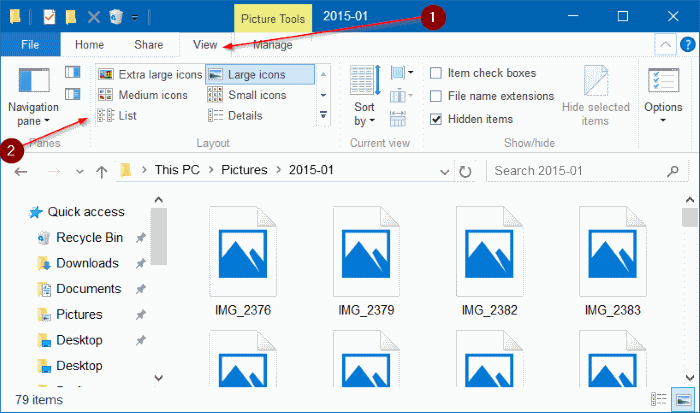 Picture Tools 2015-01 1
File Home Share View Manage ?
Extra large icons Large icons
Medium icons Small icons
List Details
Navigation pane
Sort by
Item check boxes
File name extensions
Hidden items
Hide selected items
Options
2
Panes Layout Current view Show/hide
This PC Pictures 2015-01 Search 2015-01
Quick access
Recycle Bin
Downloads
Documents
Pictures
Desktop
Desktop
IMG_2376 IMG_2379 IMG_2382 IMG_2383
79 items